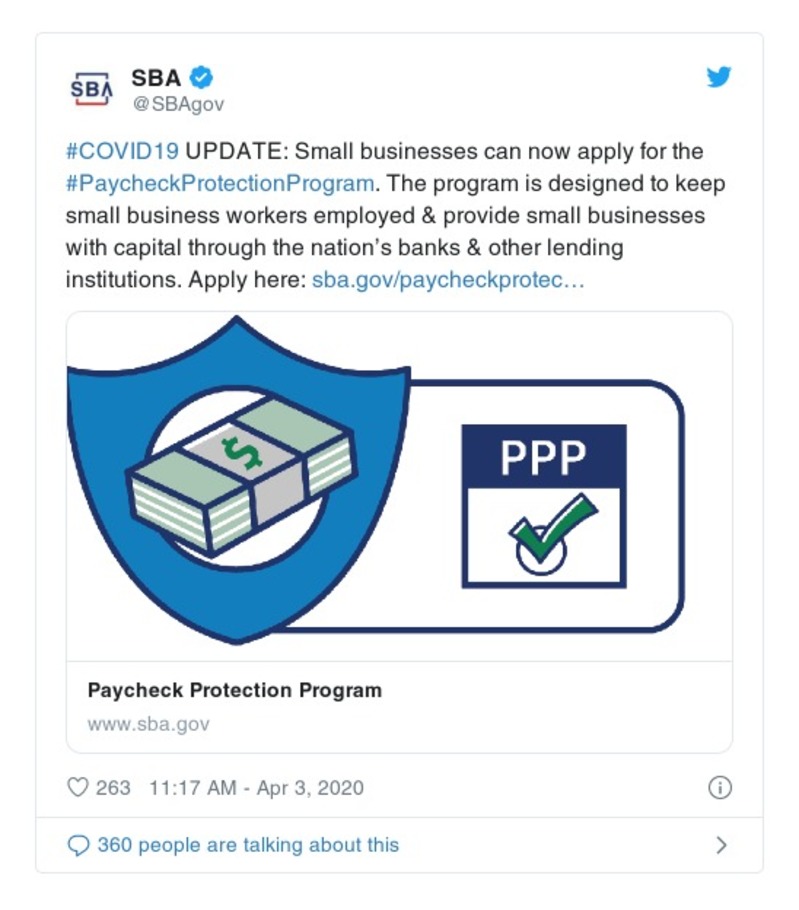 SBA
SBA
@SBAgov
#COVID19 UPDATE: Small businesses can now apply for the
#PaycheckProtectionProgram. The program is designed to keep
small business workers employed & provide small businesses
with capital through the nation’s banks & other lending
institutions. Apply here: sba.gov/paycheckprotec…
$
PPP
Paycheck Protection Program
www.sba.gov
263 11:17 AM - Apr 3, 2020
360 people are talking about this